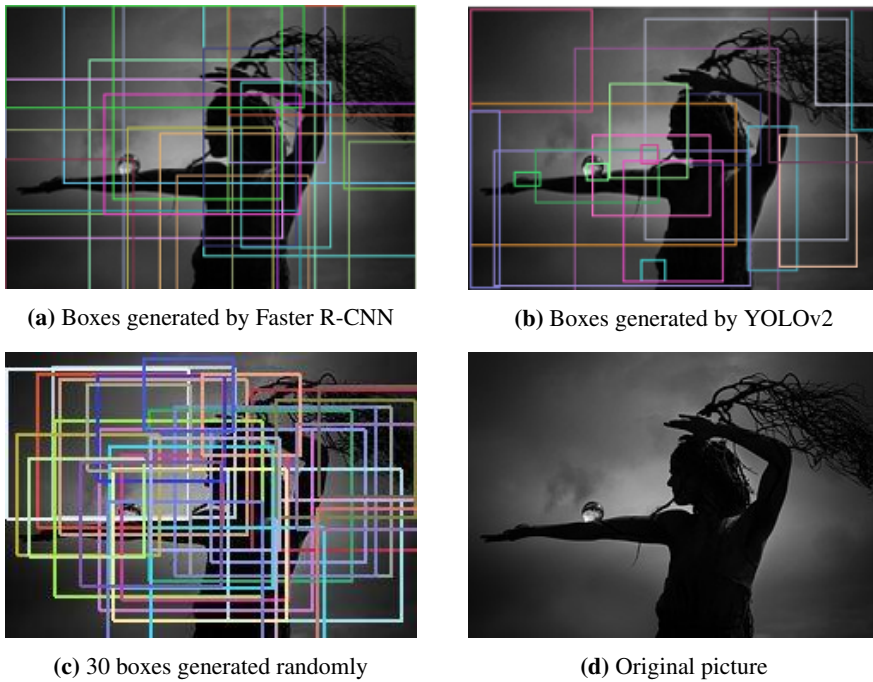 (a) Boxes generated by Faster R-CNN
(b) Boxes generated by YOLOv2
(c) 30 boxes generated randomly
(d) Original picture